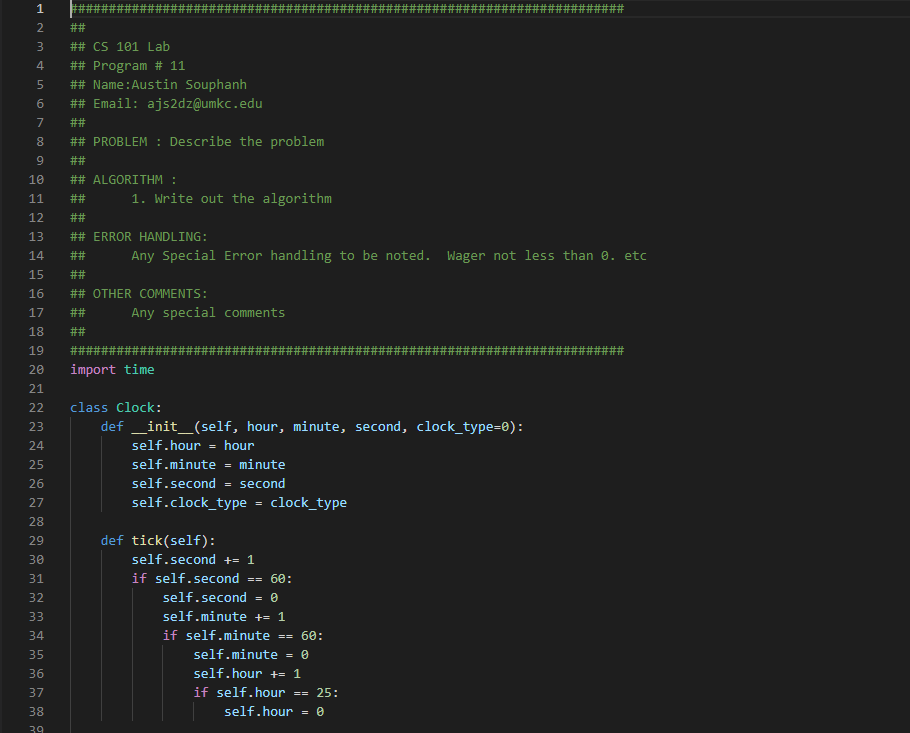 1 ########################################################################
2 ##
3 ## CS 101 Lab
4 ## Program # 11
5 ## Name:Austin Souphanh
6 ## Email: ajs2dz@umkc.edu
7 ##
8 ## PROBLEM : Describe the problem
9 ##
10 ## ALGORITHM :
11 ##      1. Write out the algorithm
12 ##
13 ## ERROR HANDLING:
14 ##      Any Special Error handling to be noted.  Wager not less than 0. etc
15 ##
16 ## OTHER COMMENTS:
17 ##      Any special comments
18 ##
19 ########################################################################
20 import time
21
22 class Clock:
23     def __init__(self, hour, minute, second, clock_type=0):
24         self.hour = hour
25         self.minute = minute
26         self.second = second
27         self.clock_type = clock_type
28
29     def tick(self):
30         self.second += 1
31         if self.second == 60:
32             self.second = 0
33             self.minute += 1
34             if self.minute == 60:
35                 self.minute = 0
36                 self.hour += 1
37                 if self.hour == 25:
38                     self.hour = 0
39